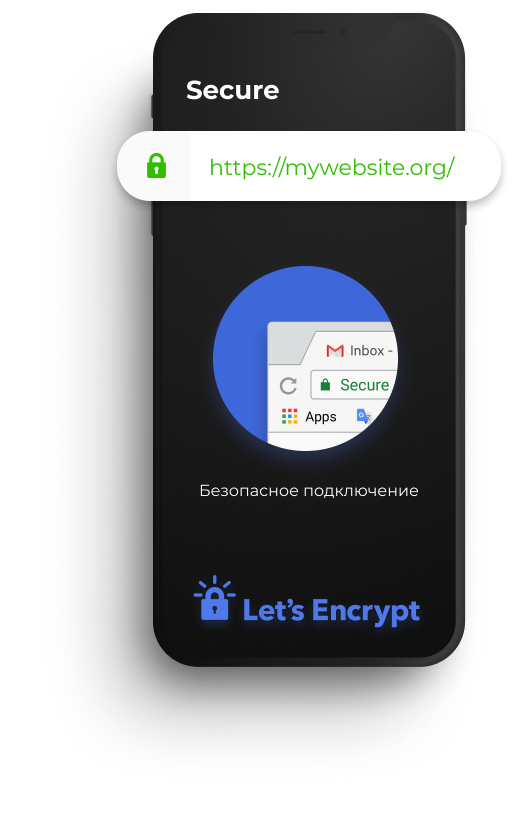 Secure
https://mywebsite.org/
Inbox -
Secure
Apps
Безопасное подключение
Let's Encrypt